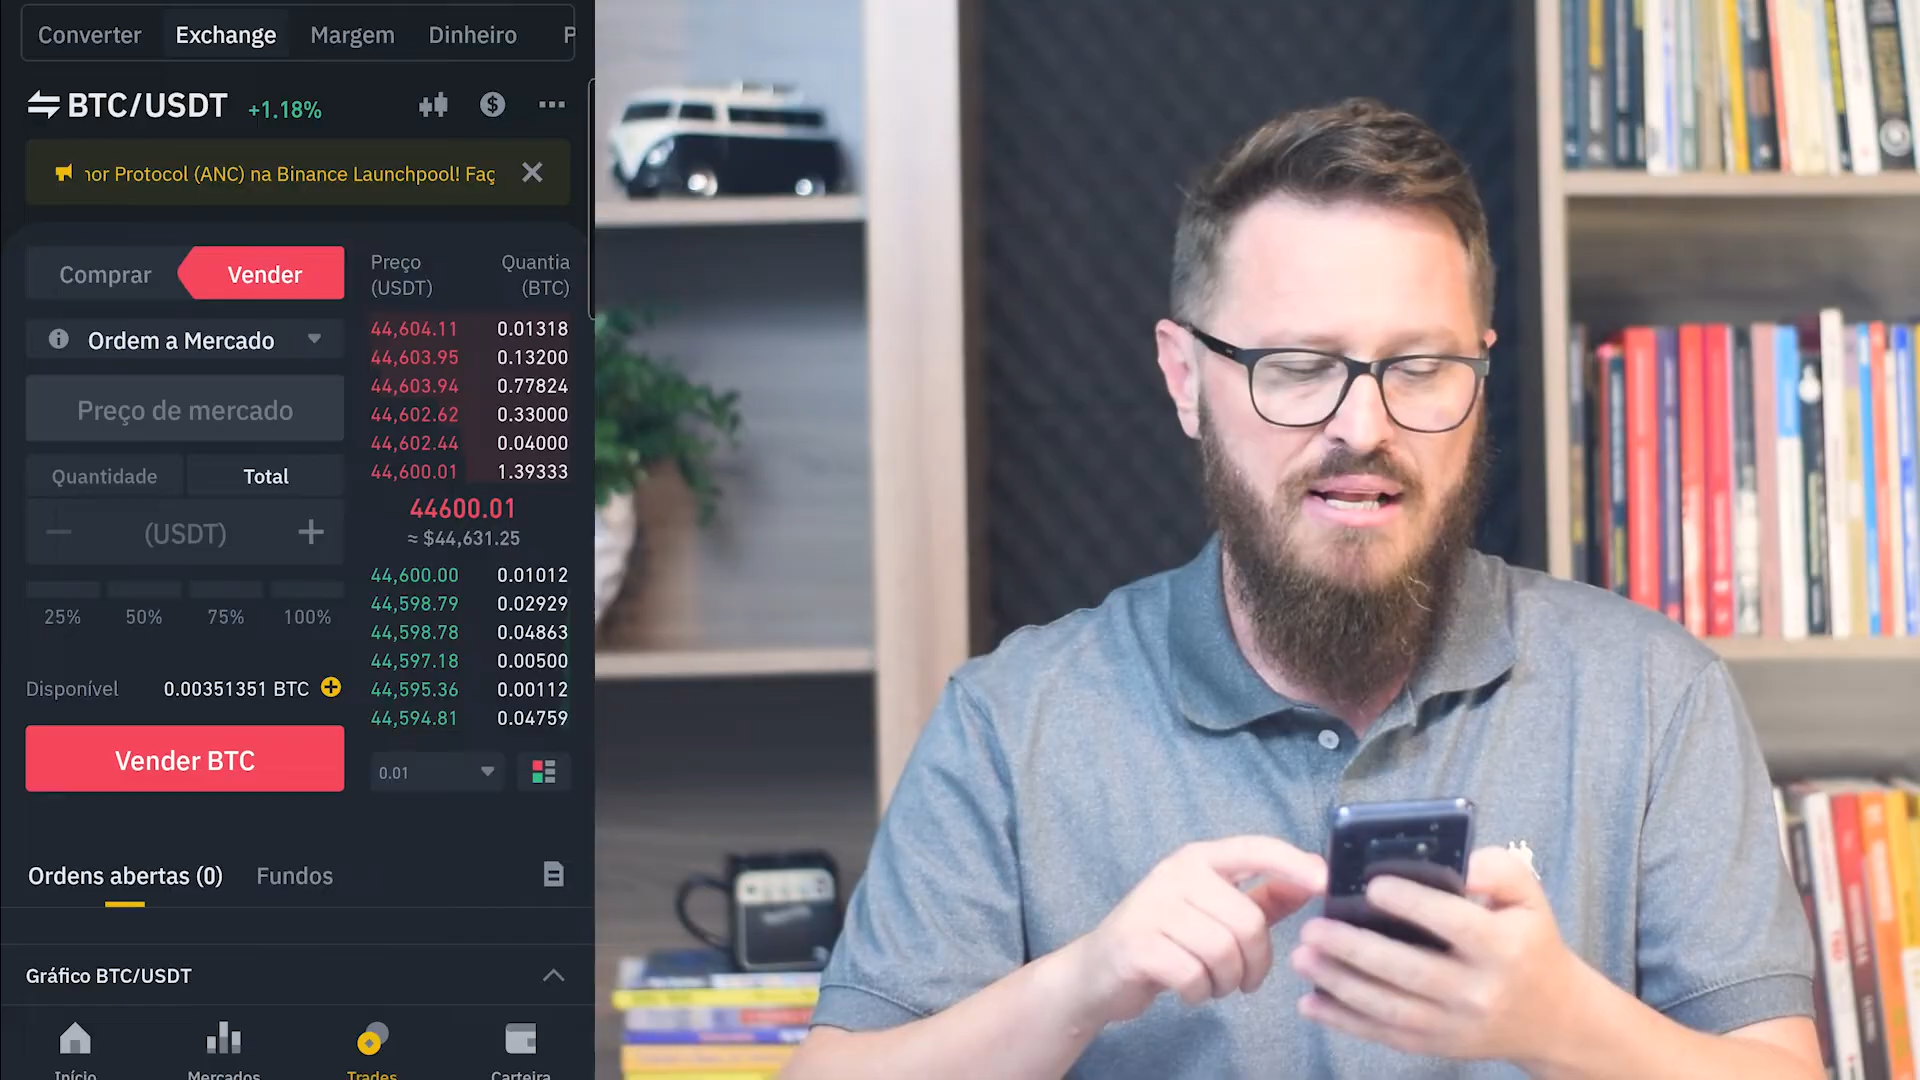 Converter Exchange Margem Dinheiro P
BTC/USDT +1.18%
nor Protocol (ANC) na Binance Launchpool! Faç
Comprar Vender
Preço (USDT) Quantia (BTC)
Ordem a Mercado
Preço de mercado
Quantidade Total
(USDT)
25% 50% 75% 100%
Disponível 0.00351351 BTC
Vender BTC
44,604.11 0.01318
44,603.95 0.13200
44,603.94 0.77824
44,602.62 0.33000
44,602.44 0.04000
44,600.01 1.39333
44600.01
≈ $44,631.25
44,600.00 0.01012
44,598.79 0.02929
44,598.78 0.04863
44,597.18 0.00500
44,595.36 0.00112
44,594.81 0.04759
0.01
Ordens abertas (0) Fundos
Gráfico BTC/USDT
Início Mercados Trades Carteira